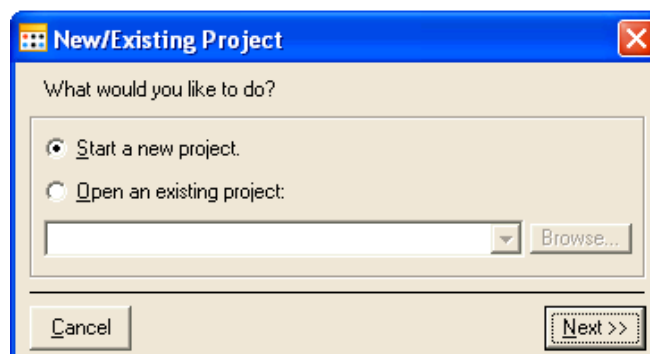 New/Existing Project
What would you like to do?
Start a new project.
Open an existing project:
Browse...
Cancel
Next >>